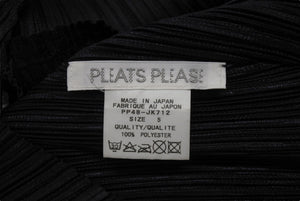 PLEATS PLEASE
MADE IN JAPAN
FABRIQUE AU JAPON
PP48-JK712
SIZE 5
QUALITY/QUALITE
100% POLYESTER